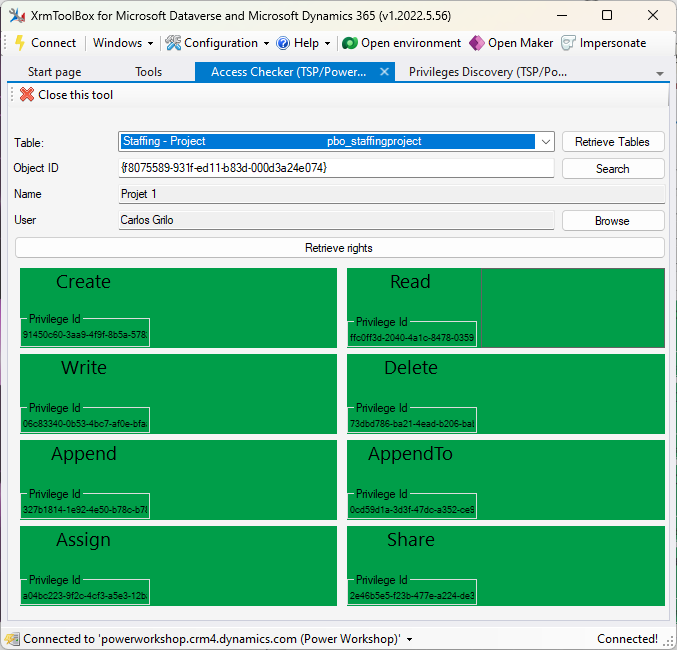 XrmToolBox for Microsoft Dataverse and Microsoft Dynamics 365 (v1.2022.5.56)
Connect Windows Configuration Help Open environment Open Maker Impersonate
Start page Tools Access Checker (TSP/Power... Privileges Discovery (TSP/Po...
Close this tool
Table: Staffing - Project pbo_staffingproject Retrieve Tables
Object ID {f8075589-931f-ed11-b83d-000d3a24e074} Search
Name Projet 1
User Carlos Grilo Browse
Retrieve rights
Create Read
Privilege Id Privilege Id
91450c60-3aa9-4f9f-8b5a-578 ffc0ff3d-2040-4a1c-8478-0359
Write Delete
Privilege Id Privilege Id
06c83340-0b53-4bc7-af0e-bfa 73dbd786-ba21-4ead-b206-bal
Append AppendTo
Privilege Id Privilege Id
327b1814-1e92-4e50-b78c-b7 0cd59d1a-3d3f-47dc-a352-ce9
Assign Share
Privilege Id Privilege Id
a04bc223-9f2c-4cf3-a5e3-12b 2e46b5e5-f23b-477e-a224-de3
Connected to 'powerworkshop.crm4.dynamics.com (Power Workshop)' Connected!